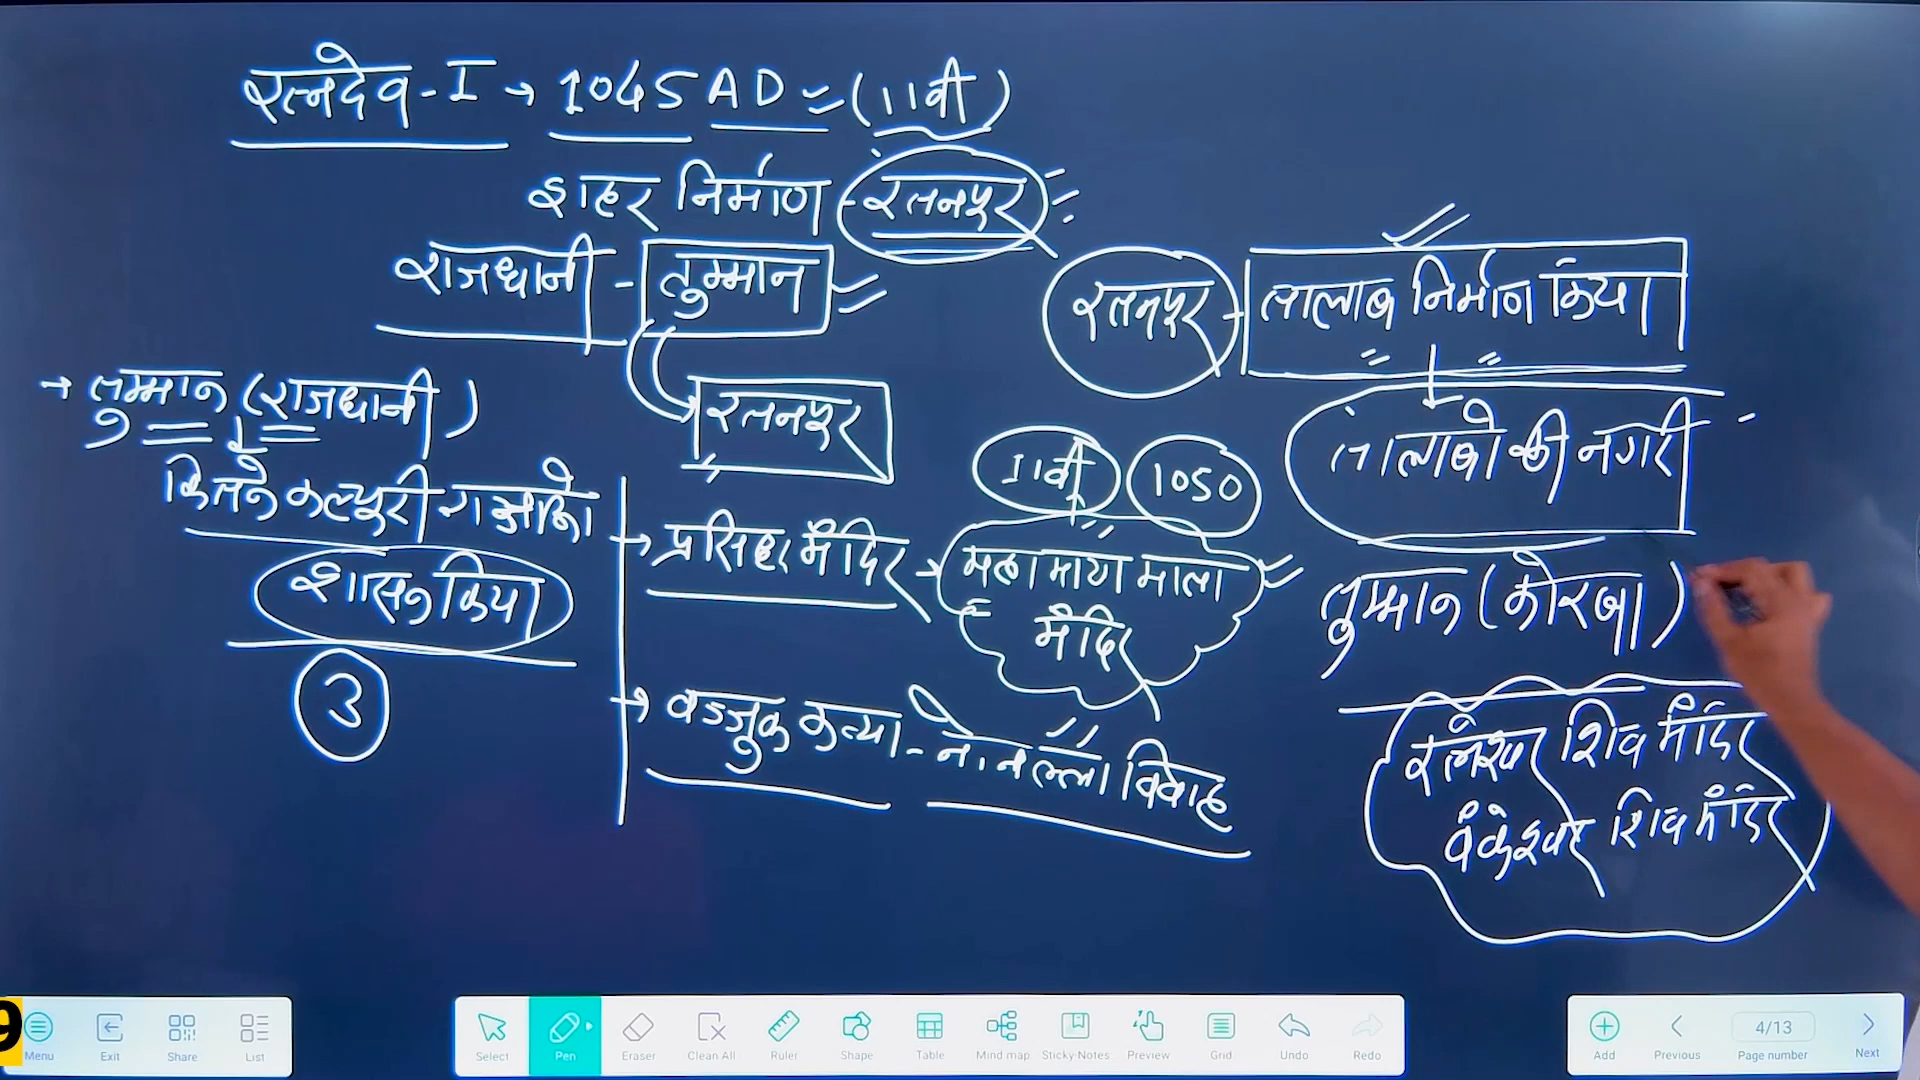 रत्नदेव - I → 1045 AD = (11वी)
शहर निर्माण - रतनपुर
राजधानी - तुम्मान
रतनपुर
रतनपुर - तालाब निर्माण किया
तालाबो की नगरी
→ तुम्मान (राजधानी)
कितने कल्चुरी राजाओ
शासन किया
3
11वी 1050
→ प्रसिद्ध मंदिर → महामाया माता
मंदिर
→ वज्जुक कन्या - नोनल्ला विवाह
तुम्मान (कोरबा)
रत्नेश्वर शिव मंदिर
वंकेश्वर शिव मंदिर
9
Menu Exit Share List
Select Pen Eraser Clean All Ruler Shape Table Mind map Sticky-Notes Preview Grid Undo Redo
Add Previous 4/13 Page number Next